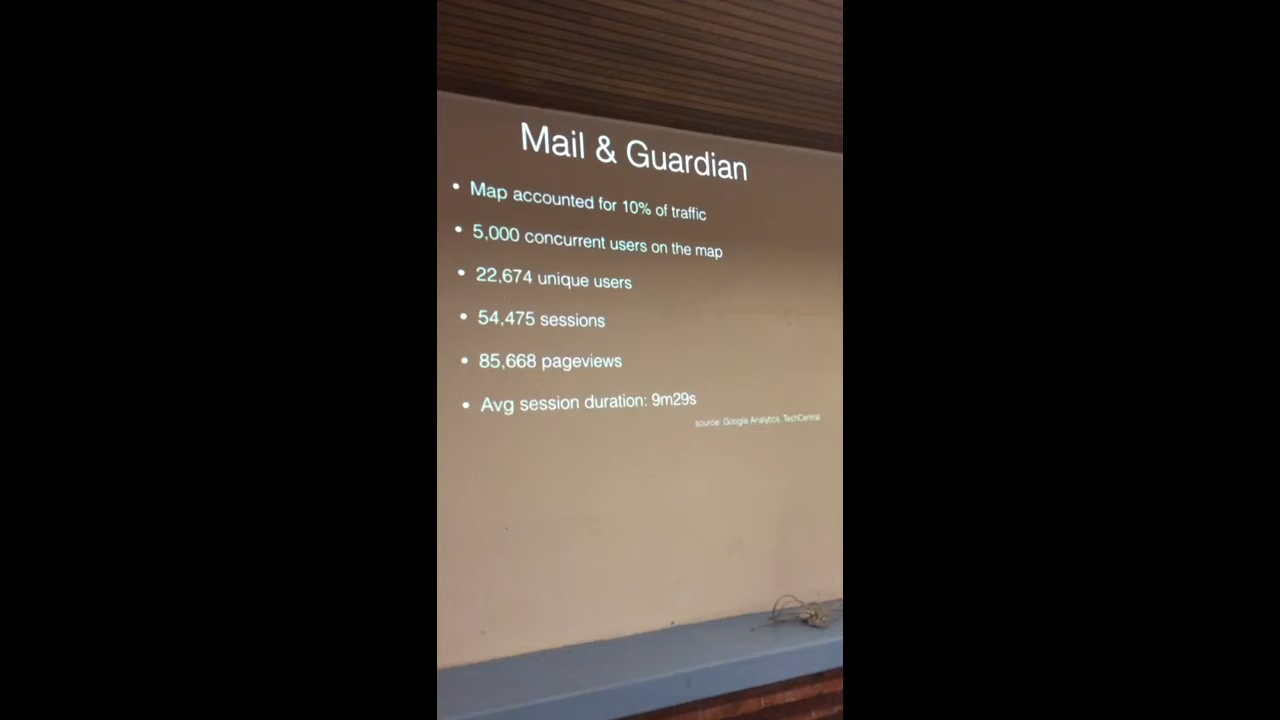 Mail & Guardian
• Map accounted for 10% of traffic
• 5,000 concurrent users on the map
• 22,674 unique users
• 54,475 sessions
• 85,668 pageviews
• Avg session duration: 9m29s
source: Google Analytics, TechCentral